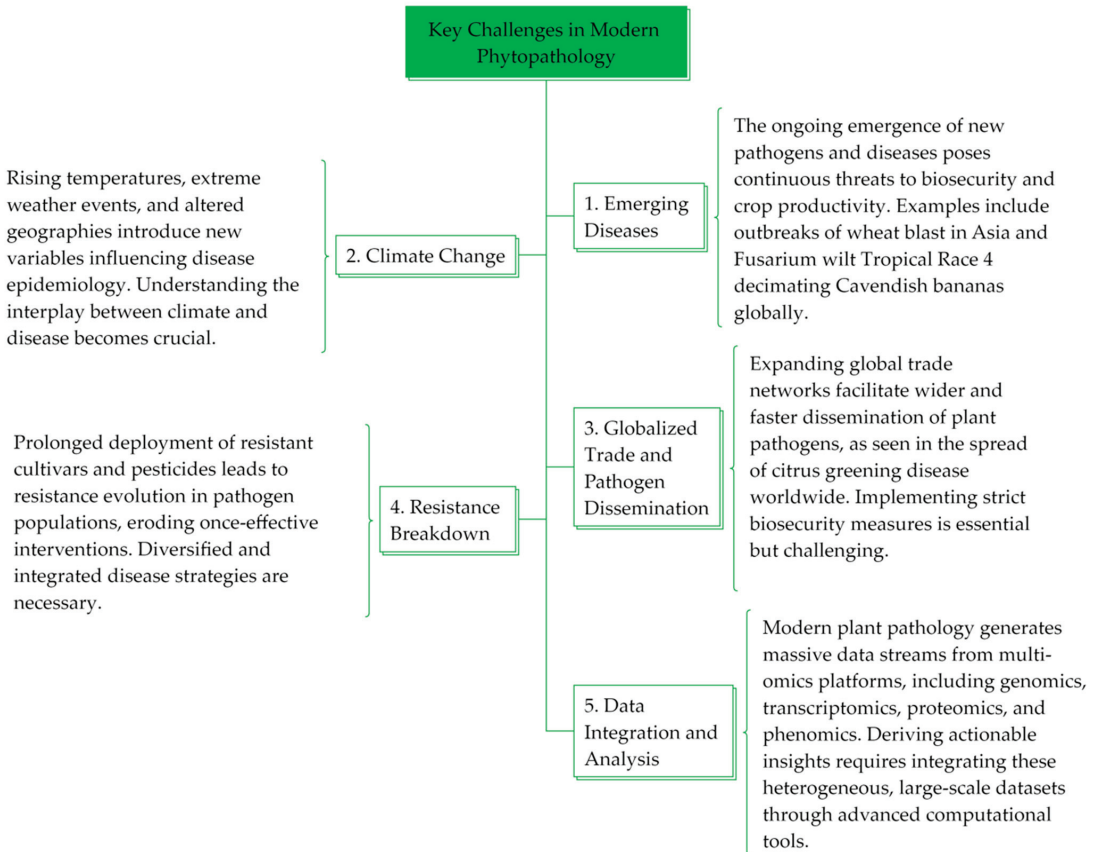 Key Challenges in Modern
Phytopathology
1. Emerging
Diseases
The ongoing emergence of new
pathogens and diseases poses
continuous threats to biosecurity and
crop productivity. Examples include
outbreaks of wheat blast in Asia and
Fusarium wilt Tropical Race 4
decimating Cavendish bananas
globally.
2. Climate Change
Rising temperatures, extreme
weather events, and altered
geographies introduce new
variables influencing disease
epidemiology. Understanding the
interplay between climate and
disease becomes crucial.
3. Globalized
Trade and
Pathogen
Dissemination
Expanding global trade
networks facilitate wider and
faster dissemination of plant
pathogens, as seen in the spread
of citrus greening disease
worldwide. Implementing strict
biosecurity measures is essential
but challenging.
4. Resistance
Breakdown
Prolonged deployment of resistant
cultivars and pesticides leads to
resistance evolution in pathogen
populations, eroding once-effective
interventions. Diversified and
integrated disease strategies are
necessary.
5. Data
Integration and
Analysis
Modern plant pathology generates
massive data streams from multi-
omics platforms, including genomics,
transcriptomics, proteomics, and
phenomics. Deriving actionable
insights requires integrating these
heterogeneous, large-scale datasets
through advanced computational
tools.